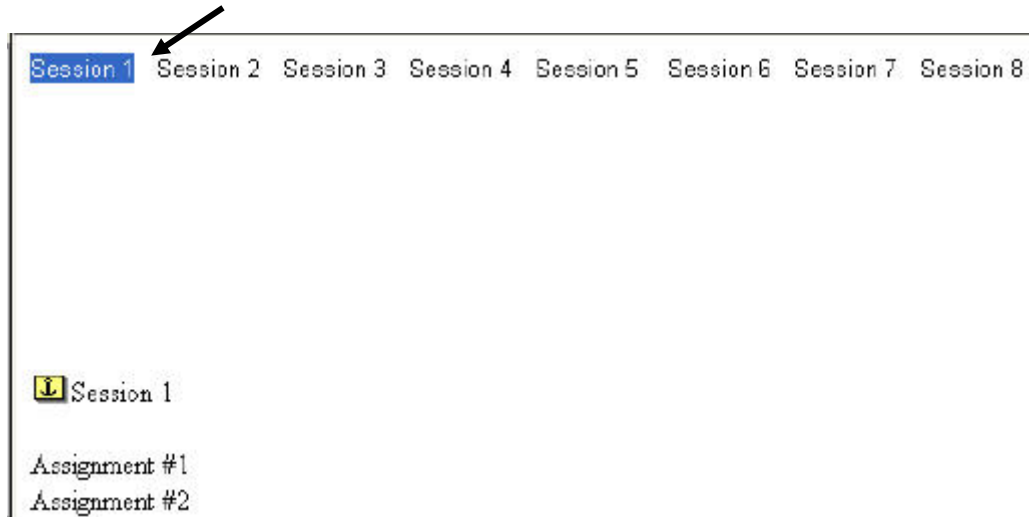 Session 1 Session 2 Session 3 Session 4 Session 5 Session 6 Session 7 Session 8
Session 1
Assignment #1
Assignment #2